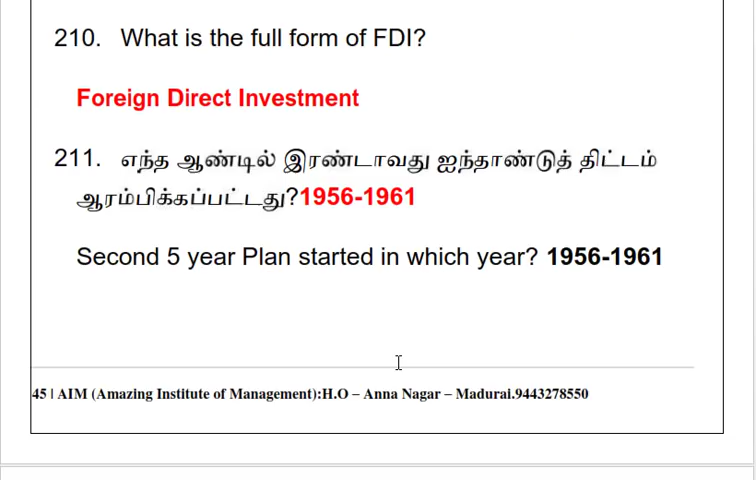 210. What is the full form of FDI?
Foreign Direct Investment
211. எந்த ஆண்டில் இரண்டாவது ஐந்தாண்டுத் திட்டம்
ஆரம்பிக்கப்பட்டது?1956-1961
Second 5 year Plan started in which year? 1956-1961
45 | AIM (Amazing Institute of Management):H.O – Anna Nagar – Madurai.9443278550